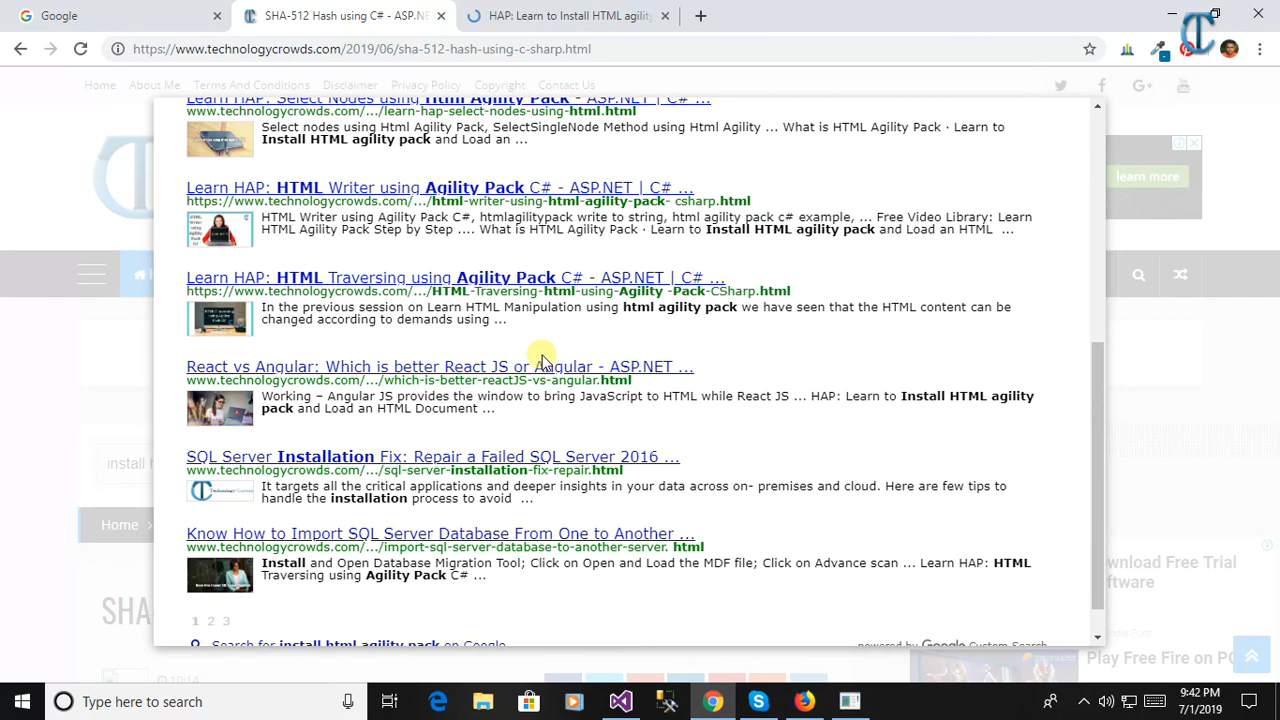 Google
SHA-512 Hash using C# - ASP.NE
HAP: Learn to Install HTML agility
https://www.technologycrowds.com/2019/06/sha-512-hash-using-c-sharp.html
Home About Me Terms And Conditions Disclaimer Privacy Policy Copyright Contact Us
Learn HAP: Select Nodes using Html Agility Pack - ASP.NET | C# ...
www.technologycrowds.com/.../learn-hap-select-nodes-using-html.html
Select nodes using Html Agility Pack, SelectSingleNode Method using Html Agility ... What is HTML Agility Pack · Learn to
Install HTML agility pack and Load an ...
learn more
Learn HAP: HTML Writer using Agility Pack C# - ASP.NET | C# ...
https://www.technologycrowds.com/.../html-writer-using-html-agility-pack- csharp.html
HTML Writer using Agility Pack C#, htmlagilitypack write to string, html agility pack c# example, ... Free Video Library: Learn
HTML Agility Pack Step by Step .... What is HTML Agility Pack · Learn to Install HTML agility pack and Load an HTML ...
Learn HAP: HTML Traversing using Agility Pack C# - ASP.NET | C# ...
https://www.technologycrowds.com/.../HTML-Traversing-html-using-Agility -Pack-CSharp.html
In the previous session on Learn HTML Manipulation using html agility pack we have seen that the HTML content can be
changed according to demands using ...
React vs Angular: Which is better React JS or Angular - ASP.NET ...
www.technologycrowds.com/.../which-is-better-reactJS-vs-angular.html
Working – Angular JS provides the window to bring JavaScript to HTML while React JS ... HAP: Learn to Install HTML agility
pack and Load an HTML Document ...
SQL Server Installation Fix: Repair a Failed SQL Server 2016 ...
www.technologycrowds.com/.../sql-server-installation-fix-repair.html
It targets all the critical applications and deeper insights in your data across on- premises and cloud. Here are few tips to
handle the installation process to avoid ...
install h
Home
Know How to Import SQL Server Database From One to Another ...
www.technologycrowds.com/.../import-sql-server-database-to-another-server. html
Install and Open Database Migration Tool; Click on Open and Load the MDF file; Click on Advance scan ... Learn HAP: HTML
Traversing using Agility Pack C# ...
1 2 3
Search for install html agility pack on Google
powered by Google Custom Search
SHA
10:14
ownload Free Trial
oftware
Play Free Fire on PC
Type here to search
9:42 PM
7/1/2019